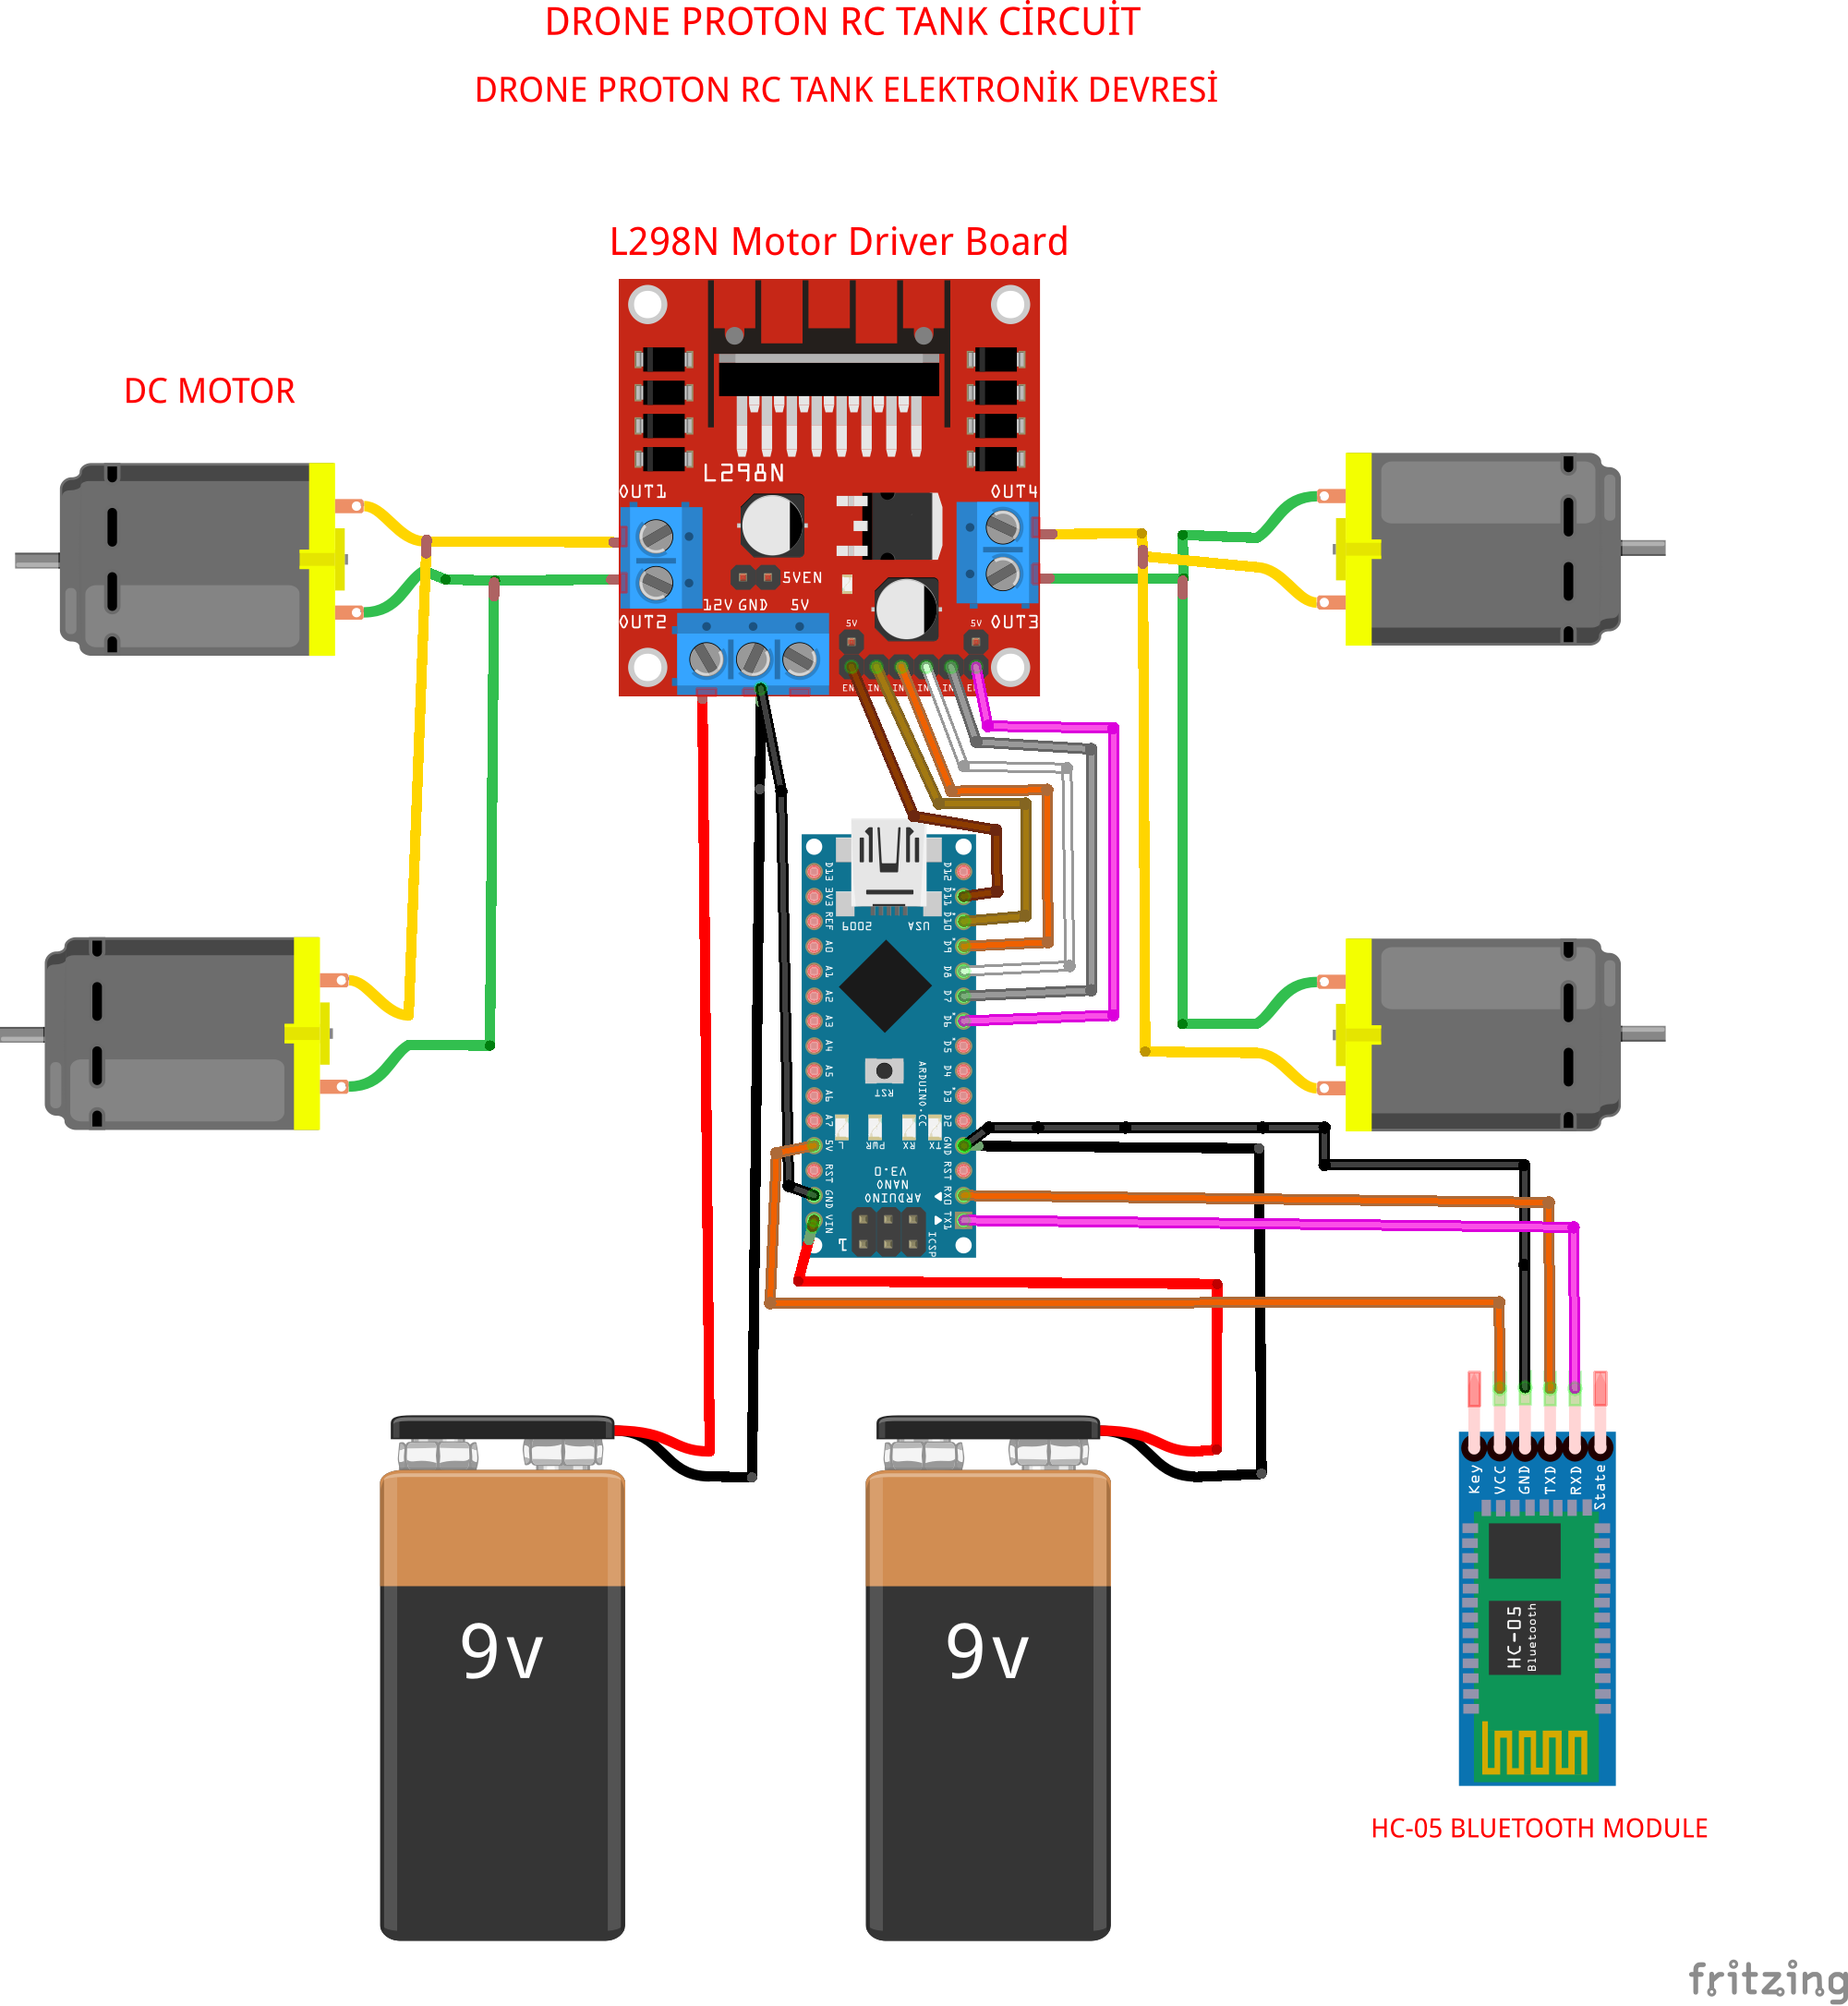 DRONE PROTON RC TANK CİRCUİT
DRONE PROTON RC TANK ELEKTRONİK DEVRESİ
L298N Motor Driver Board
DC MOTOR
L298N
OUT1
OUT4
5VEN
12V GND 5V
OUT2
OUT3
5V
5V
EN
IN
IN
IN
IN
D13
3V3
REF
A0
A1
A2
A3
A4
A5
A6
A7
5V
RST
GND
VIN
D12
D11
D10
D9
D8
D7
D6
D5
D4
D3
D2
GND
RST
RX0
TX1
USA
2009
RST
ARDUINO.CC
L
PWR
RX
TX
ARDUINO
NANO
V3.0
1
ICSP
9v
9v
Key
VCC
GND
TXD
RXD
State
HC-05
Bluetooth
HC-05 BLUETOOTH MODULE
fritzing